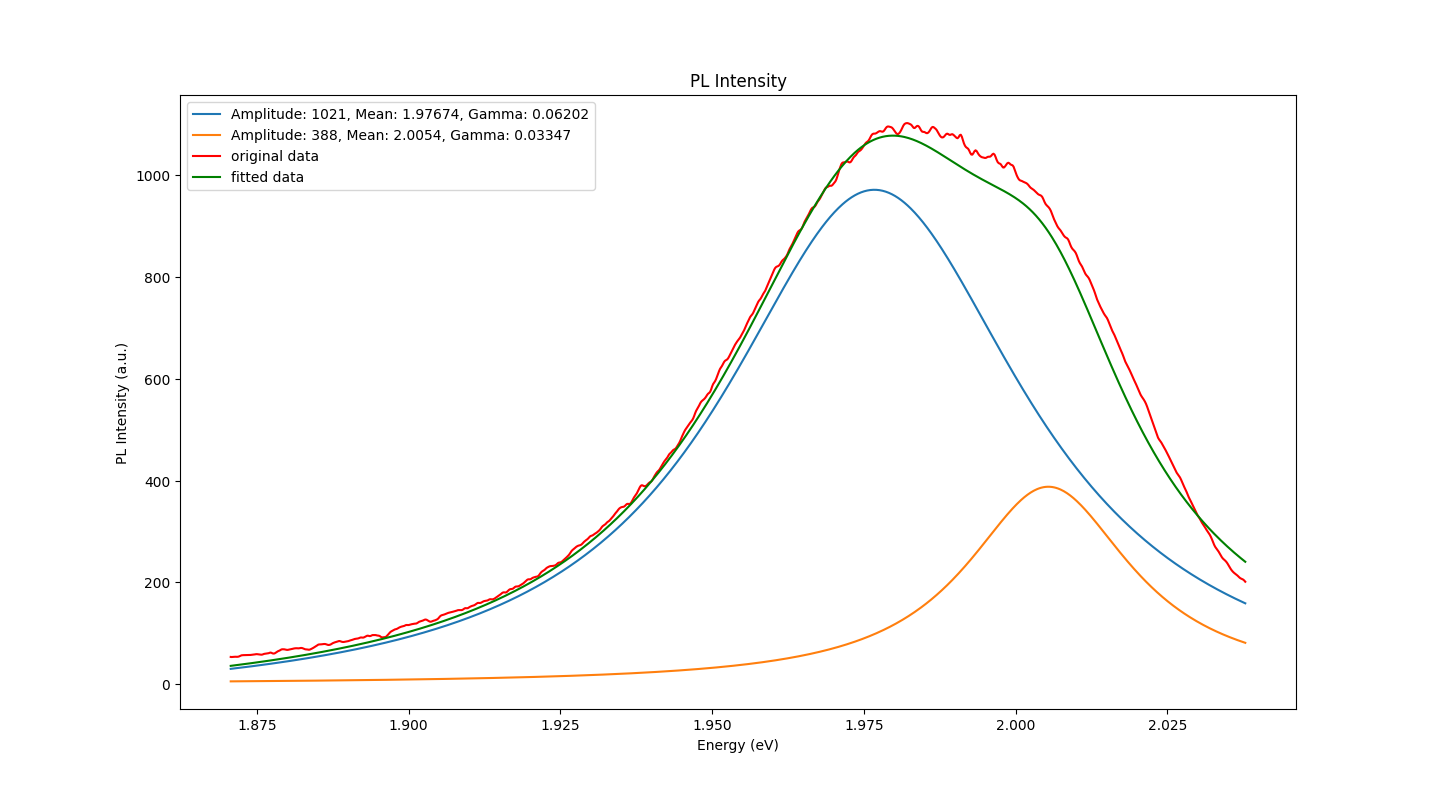 PL Intensity
Amplitude: 1021, Mean: 1.97674, Gamma: 0.06202
Amplitude: 388, Mean: 2.0054, Gamma: 0.03347
original data
fitted data
PL Intensity (a.u.)
1000
800
600
400
200
0
1.875 1.900 1.925 1.950 1.975 2.000 2.025
Energy (eV)